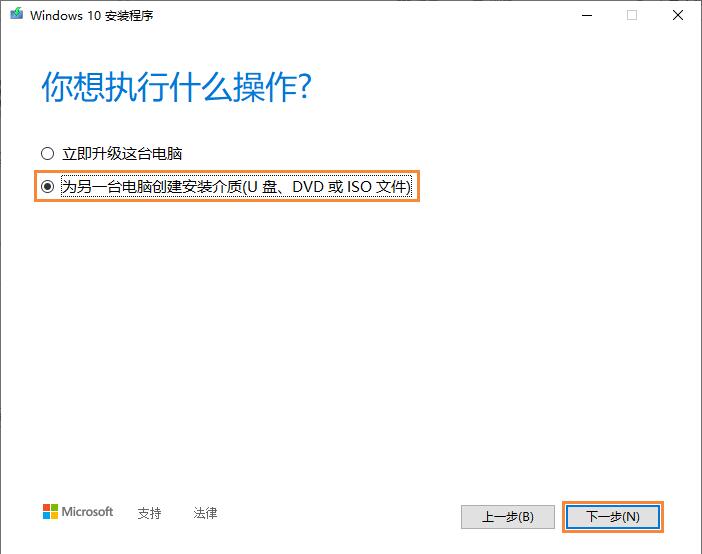 Windows 10 安装程序
你想执行什么操作?
立即升级这台电脑
为另一台电脑创建安装介质(U 盘、DVD 或 ISO 文件)
Microsoft 支持 法律 上一步(B) 下一步(N)